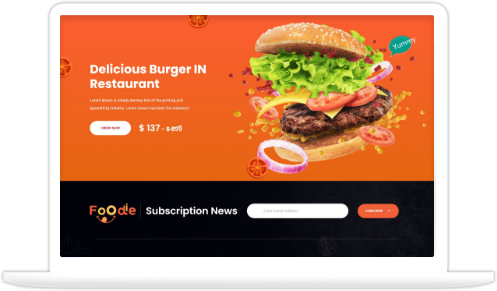 Yummy
Delicious Burger IN
Restaurant
Lorem Ipsum is simply dummy text of the printing and
typesetting industry. Lorem Ipsum has been the industry's
ORDER NOW
$ 137 -
Foodie
Subscription News
Enter Email Address
SUBSCRIBE